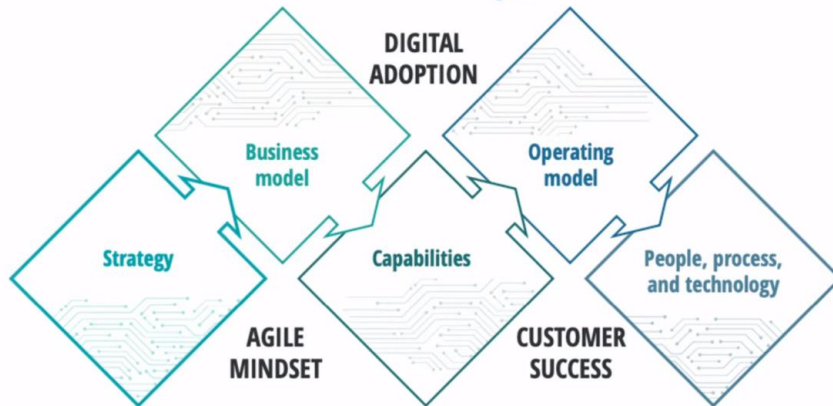 DIGITAL
ADOPTION
Business
model
Operating
model
Strategy
Capabilities
People, process,
and technology
AGILE
MINDSET
CUSTOMER
SUCCESS